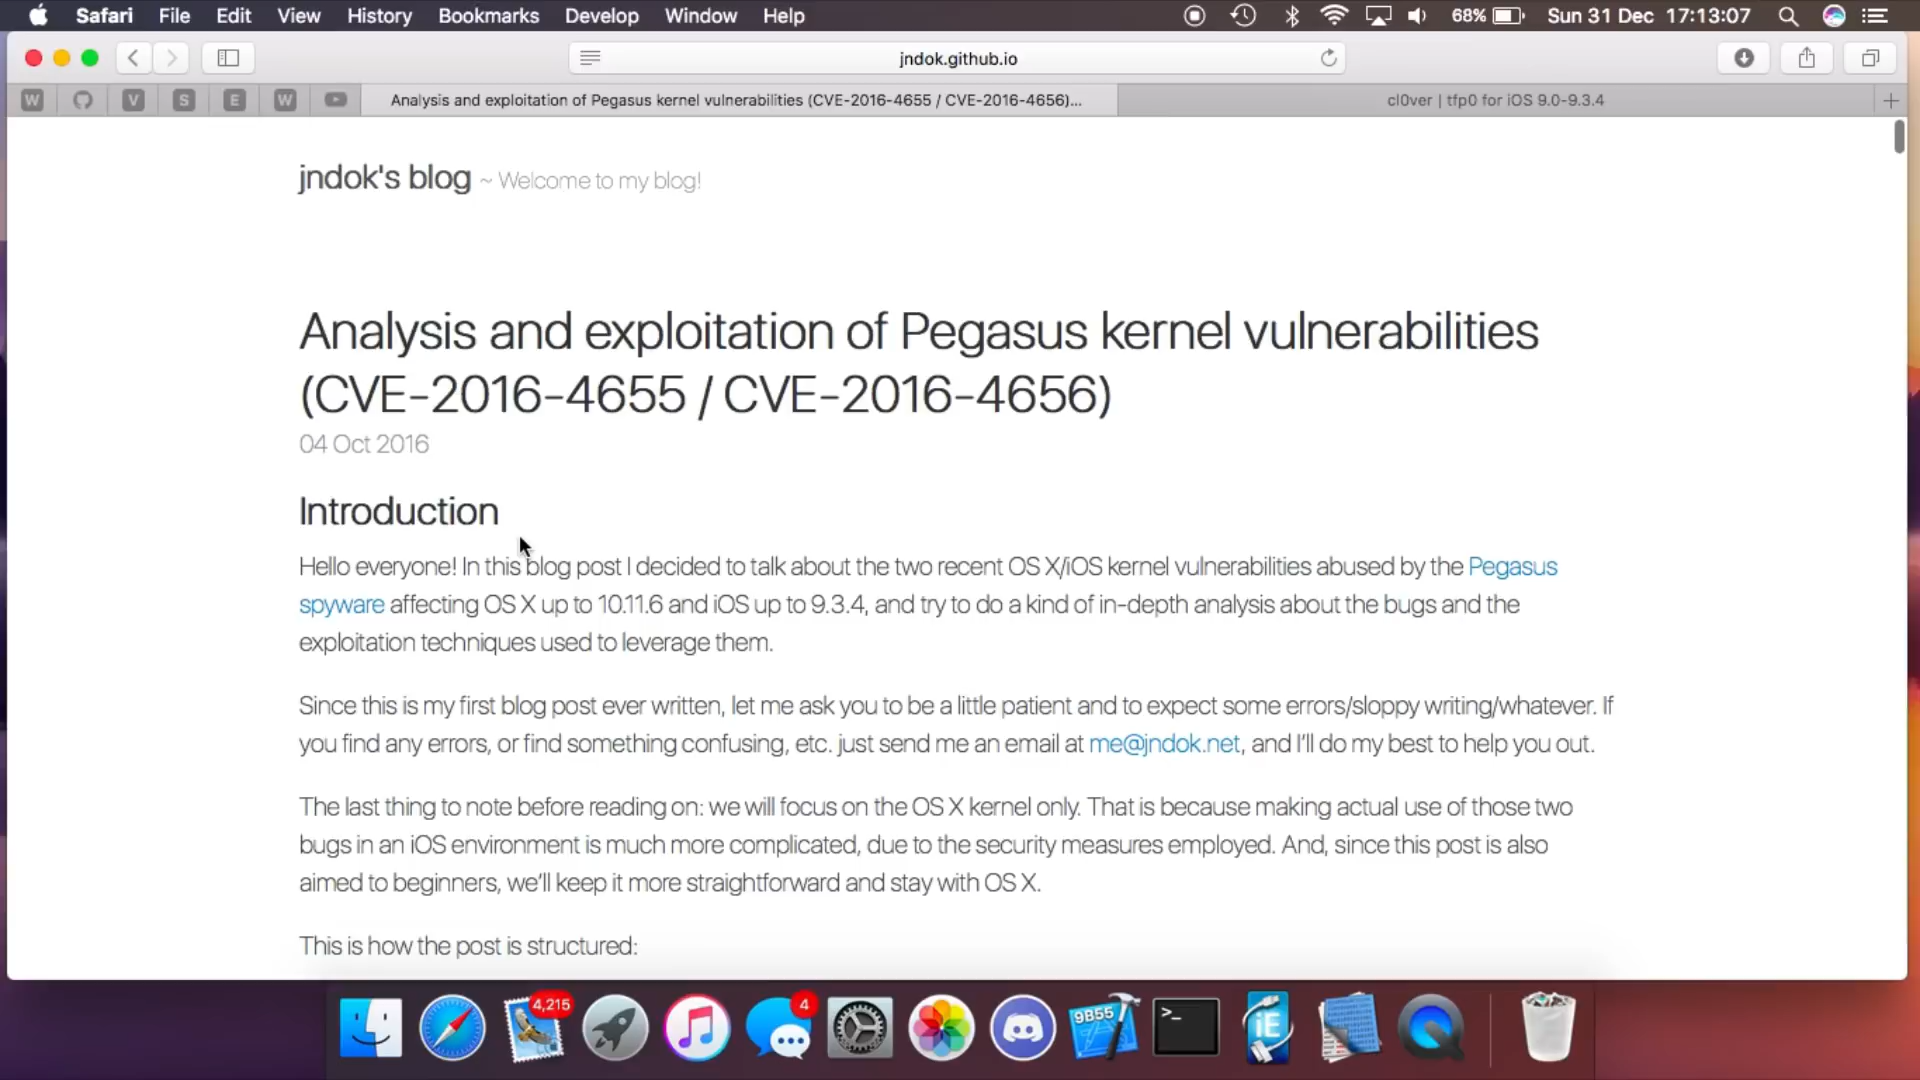 Safari File Edit View History Bookmarks Develop Window Help 68% Sun 31 Dec 17:13:07
jndok.github.io
W V S E W Analysis and exploitation of Pegasus kernel vulnerabilities (CVE-2016-4655 / CVE-2016-4656)... cl0ver | tfp0 for iOS 9.0-9.3.4
jndok's blog ~ Welcome to my blog!
Analysis and exploitation of Pegasus kernel vulnerabilities
(CVE-2016-4655 / CVE-2016-4656)
04 Oct 2016
Introduction
Hello everyone! In this blog post I decided to talk about the two recent OS X/iOS kernel vulnerabilities abused by the Pegasus
spyware affecting OS X up to 10.11.6 and iOS up to 9.3.4, and try to do a kind of in-depth analysis about the bugs and the
exploitation techniques used to leverage them.
Since this is my first blog post ever written, let me ask you to be a little patient and to expect some errors/sloppy writing/whatever. If
you find any errors, or find something confusing, etc. just send me an email at me@jndok.net, and I'll do my best to help you out.
The last thing to note before reading on: we will focus on the OS X kernel only. That is because making actual use of those two
bugs in an iOS environment is much more complicated, due to the security measures employed. And, since this post is also
aimed to beginners, we'll keep it more straightforward and stay with OS X.
This is how the post is structured:
4,215 4 9B55 >_ iE